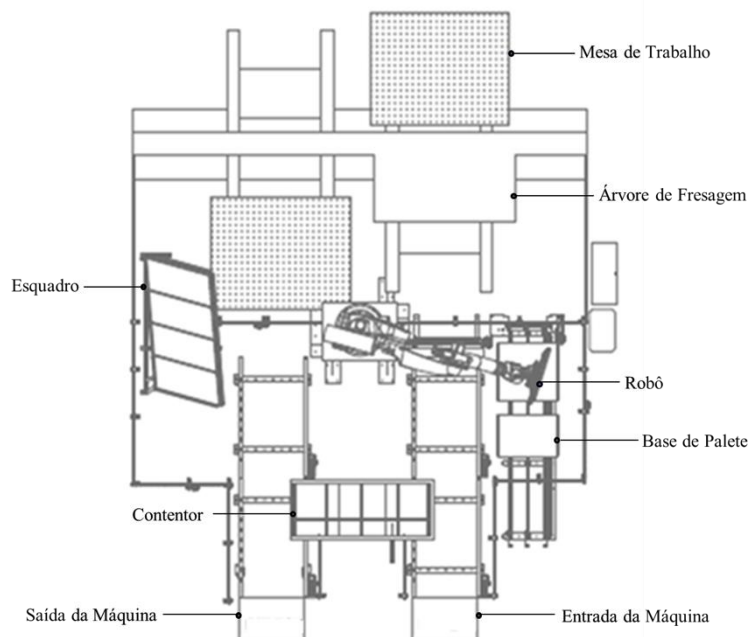 Mesa de Trabalho
Árvore de Fresagem
Esquadro
Robô
Base de Palete
Contentor
Saída da Máquina
Entrada da Máquina